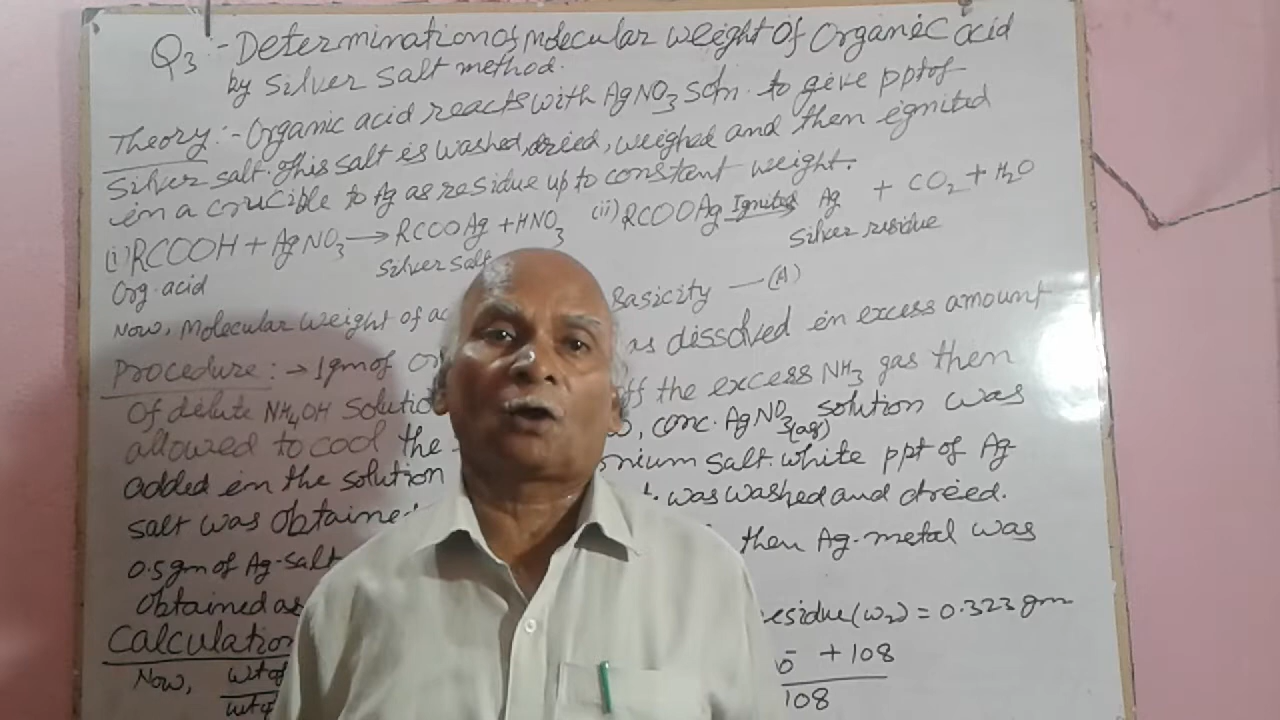 Q3:- Determination of Molecular weight of Organic acid
by Silver Salt method.
Theory:- Organic acid reacts with AgNO3 soln. to give ppt of
Silver salt. This salt is washed, dried, weighed and then ignited
in a crucible to Ag as residue up to constant weight.
(i) RCOOH + AgNO3 → RCOOAg + HNO3 (ii) RCOOAg Ignited Ag + CO2 + H2O
Org. acid Silver Salt Silver residue
Now, Molecular weight of ac Basicity — (A)
Procedure: → 1gm of or as dissolved in excess amount
Of dilute NH4OH Solutio off the excess NH3 gas them
allowed to cool the , conc. AgNO3(aq) solution was
added in the solution nium salt. white ppt of Ag
salt was obtained was washed and dried.
0.5gm of Ag-salt then Ag-metal was
Obtained as esidue (w2) = 0.323 gm
Calculation + 108
Now, wt of 108
wt